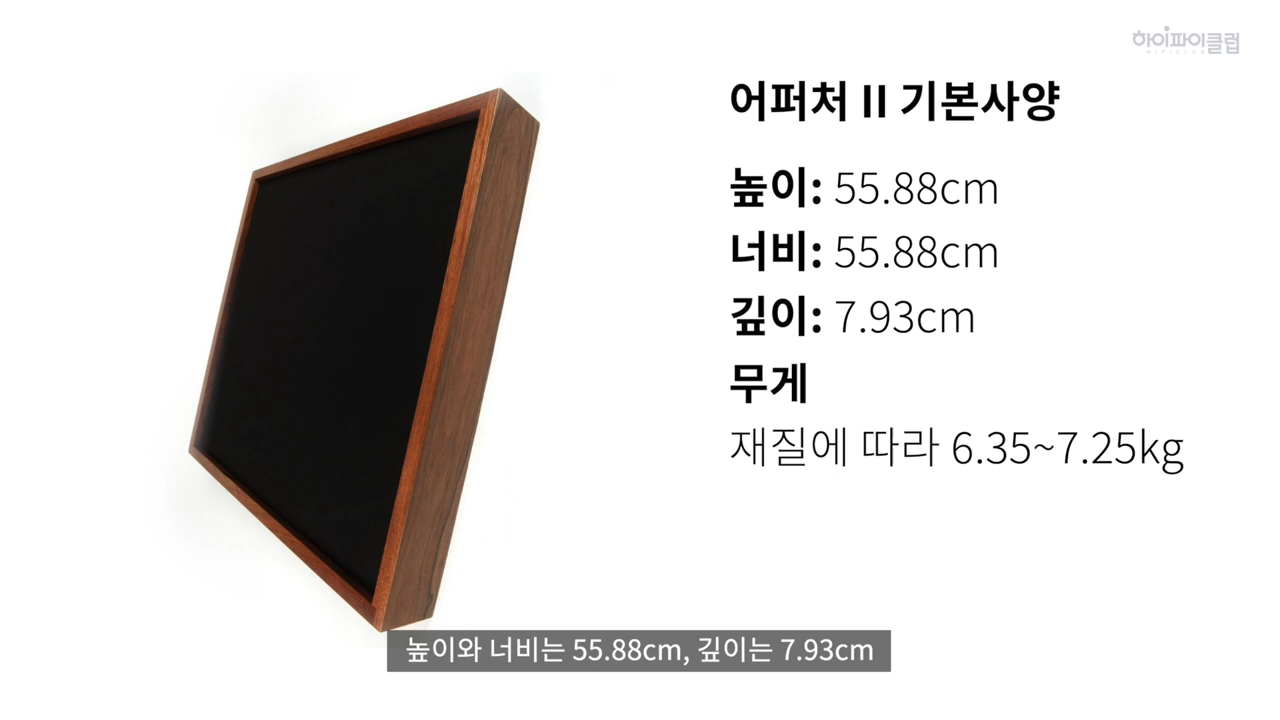 하이파이클럽
HIFICLUB
어퍼처 II 기본사양
높이: 55.88cm
너비: 55.88cm
깊이: 7.93cm
무게
재질에 따라 6.35~7.25kg
높이와 너비는 55.88cm, 깊이는 7.93cm